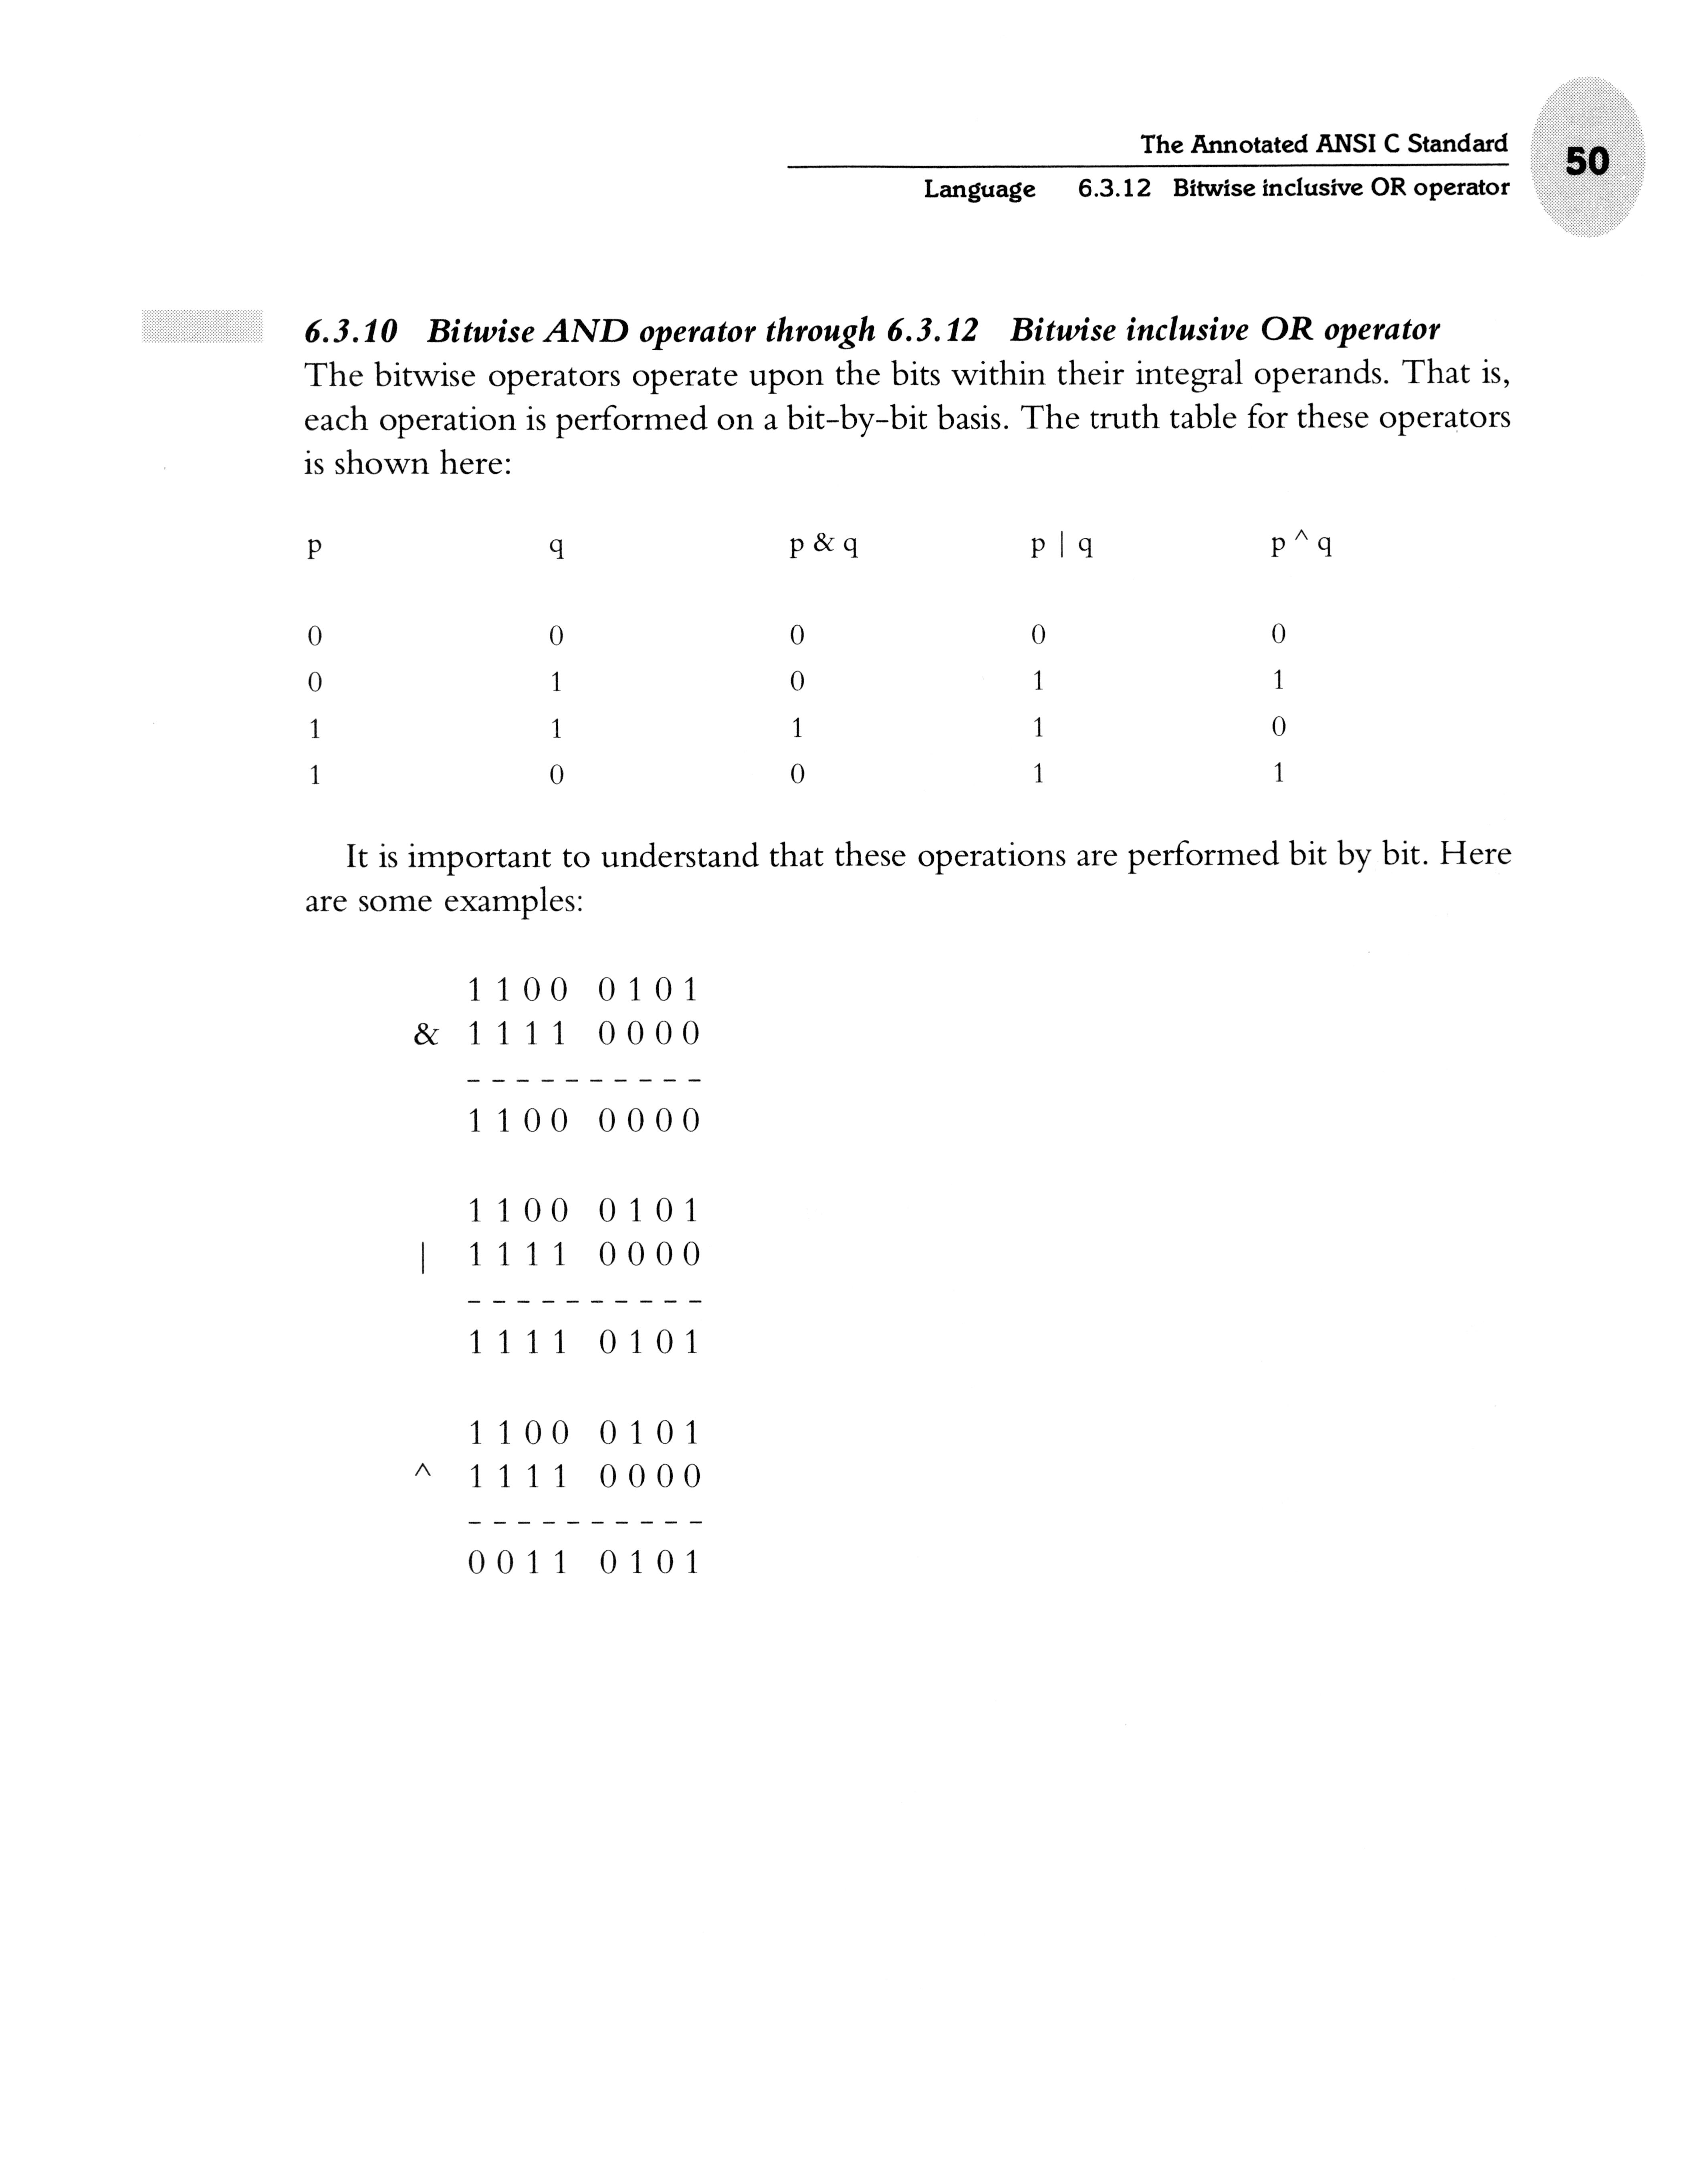 The Annotated ANSI C Standard
50
Language 6.3.12 Bitwise inclusive OR operator
6.3.10 Bitwise AND operator through 6.3.12 Bitwise inclusive OR operator
The bitwise operators operate upon the bits within their integral operands. That is,
each operation is performed on a bit-by-bit basis. The truth table for these operators
is shown here:
p q p & q p | q p ^ q
0 0 0 0 0
0 1 0 1 1
1 1 1 1 0
1 0 0 1 1
It is important to understand that these operations are performed bit by bit. Here
are some examples:
1 1 0 0 0 1 0 1
& 1 1 1 1 0 0 0 0
- - - - - - - - - -
1 1 0 0 0 0 0 0
1 1 0 0 0 1 0 1
| 1 1 1 1 0 0 0 0
- - - - - - - - - -
1 1 1 1 0 1 0 1
1 1 0 0 0 1 0 1
^ 1 1 1 1 0 0 0 0
- - - - - - - - - -
0 0 1 1 0 1 0 1